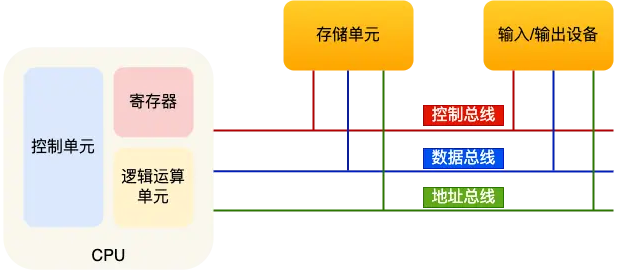 存储单元
输入/输出设备
寄存器
控制单元
逻辑运算
单元
CPU
控制总线
数据总线
地址总线